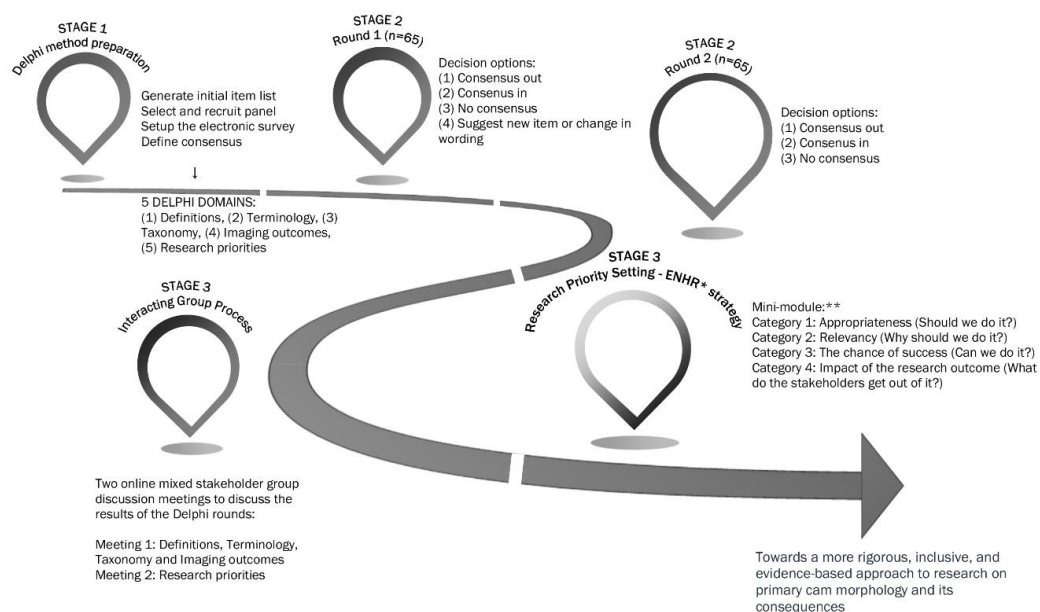 STAGE 1
Delphi method preparation
Generate initial item list
Select and recruit panel
Setup the electronic survey
Define consensus
↓
5 DELPHI DOMAINS:
(1) Definitions, (2) Terminology, (3)
Taxonomy, (4) Imaging outcomes,
(5) Research priorities
STAGE 2
Round 1 (n=65)
Decision options:
(1) Consensus out
(2) Consenus in
(3) No consensus
(4) Suggest new item or change in
wording
STAGE 2
Round 2 (n=65)
Decision options:
(1) Consensus out
(2) Consenus in
(3) No consensus
STAGE 3
Interacting Group Process
Two online mixed stakeholder group
discussion meetings to discuss the
results of the Delphi rounds:
Meeting 1: Definitions, Terminology,
Taxonomy and Imaging outcomes
Meeting 2: Research priorities
STAGE 3
Research Priority Setting - ENHR* strategy
Mini-module:**
Category 1: Appropriateness (Should we do it?)
Category 2: Relevancy (Why should we do it?)
Category 3: The chance of success (Can we do it?)
Category 4: Impact of the research outcome (What
do the stakeholders get out of it?)
Towards a more rigorous, inclusive, and
evidence-based approach to research on
primary cam morphology and its
consequences